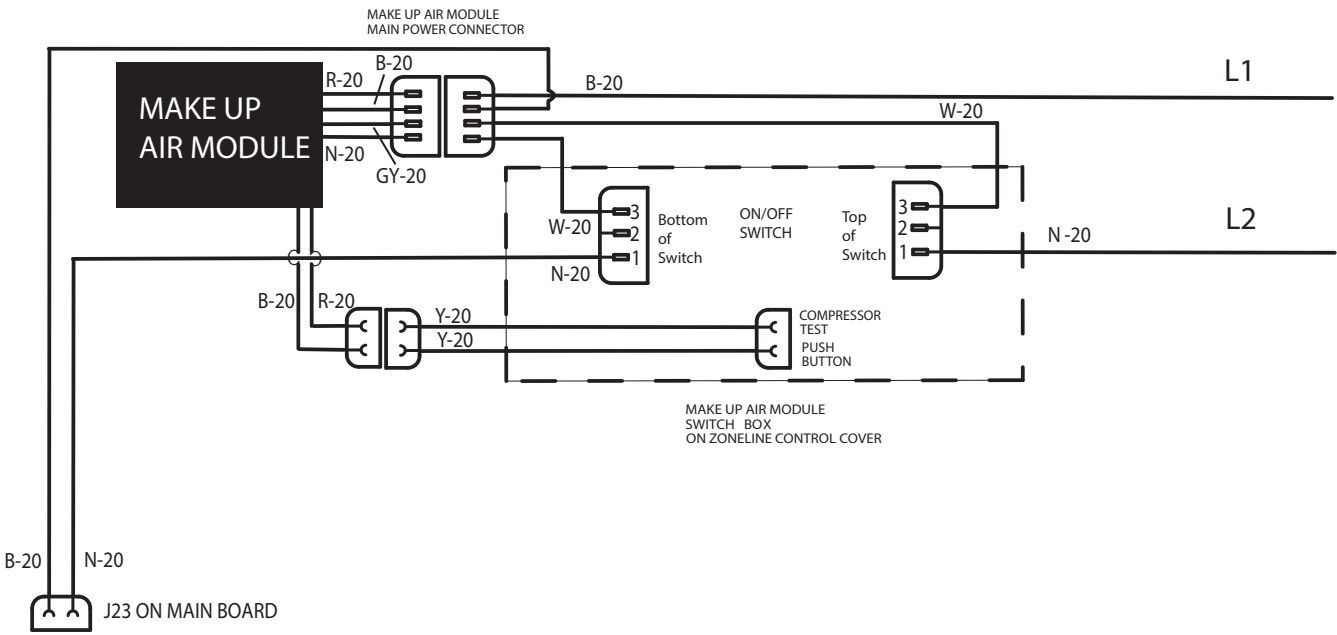 MAKE UP AIR MODULE
MAIN POWER CONNECTOR
B-20
R-20
B-20
L1
MAKE UP
AIR MODULE
W-20
N-20
GY-20
3
2
1
Bottom
of
Switch
ON/OFF
SWITCH
Top
of
Switch
3
2
1
W-20
N-20
L2
N -20
B-20
R-20
Y-20
Y-20
COMPRESSOR
TEST
PUSH
BUTTON
MAKE UP AIR MODULE
SWITCH BOX
ON ZONELINE CONTROL COVER
B-20
N-20
J23 ON MAIN BOARD